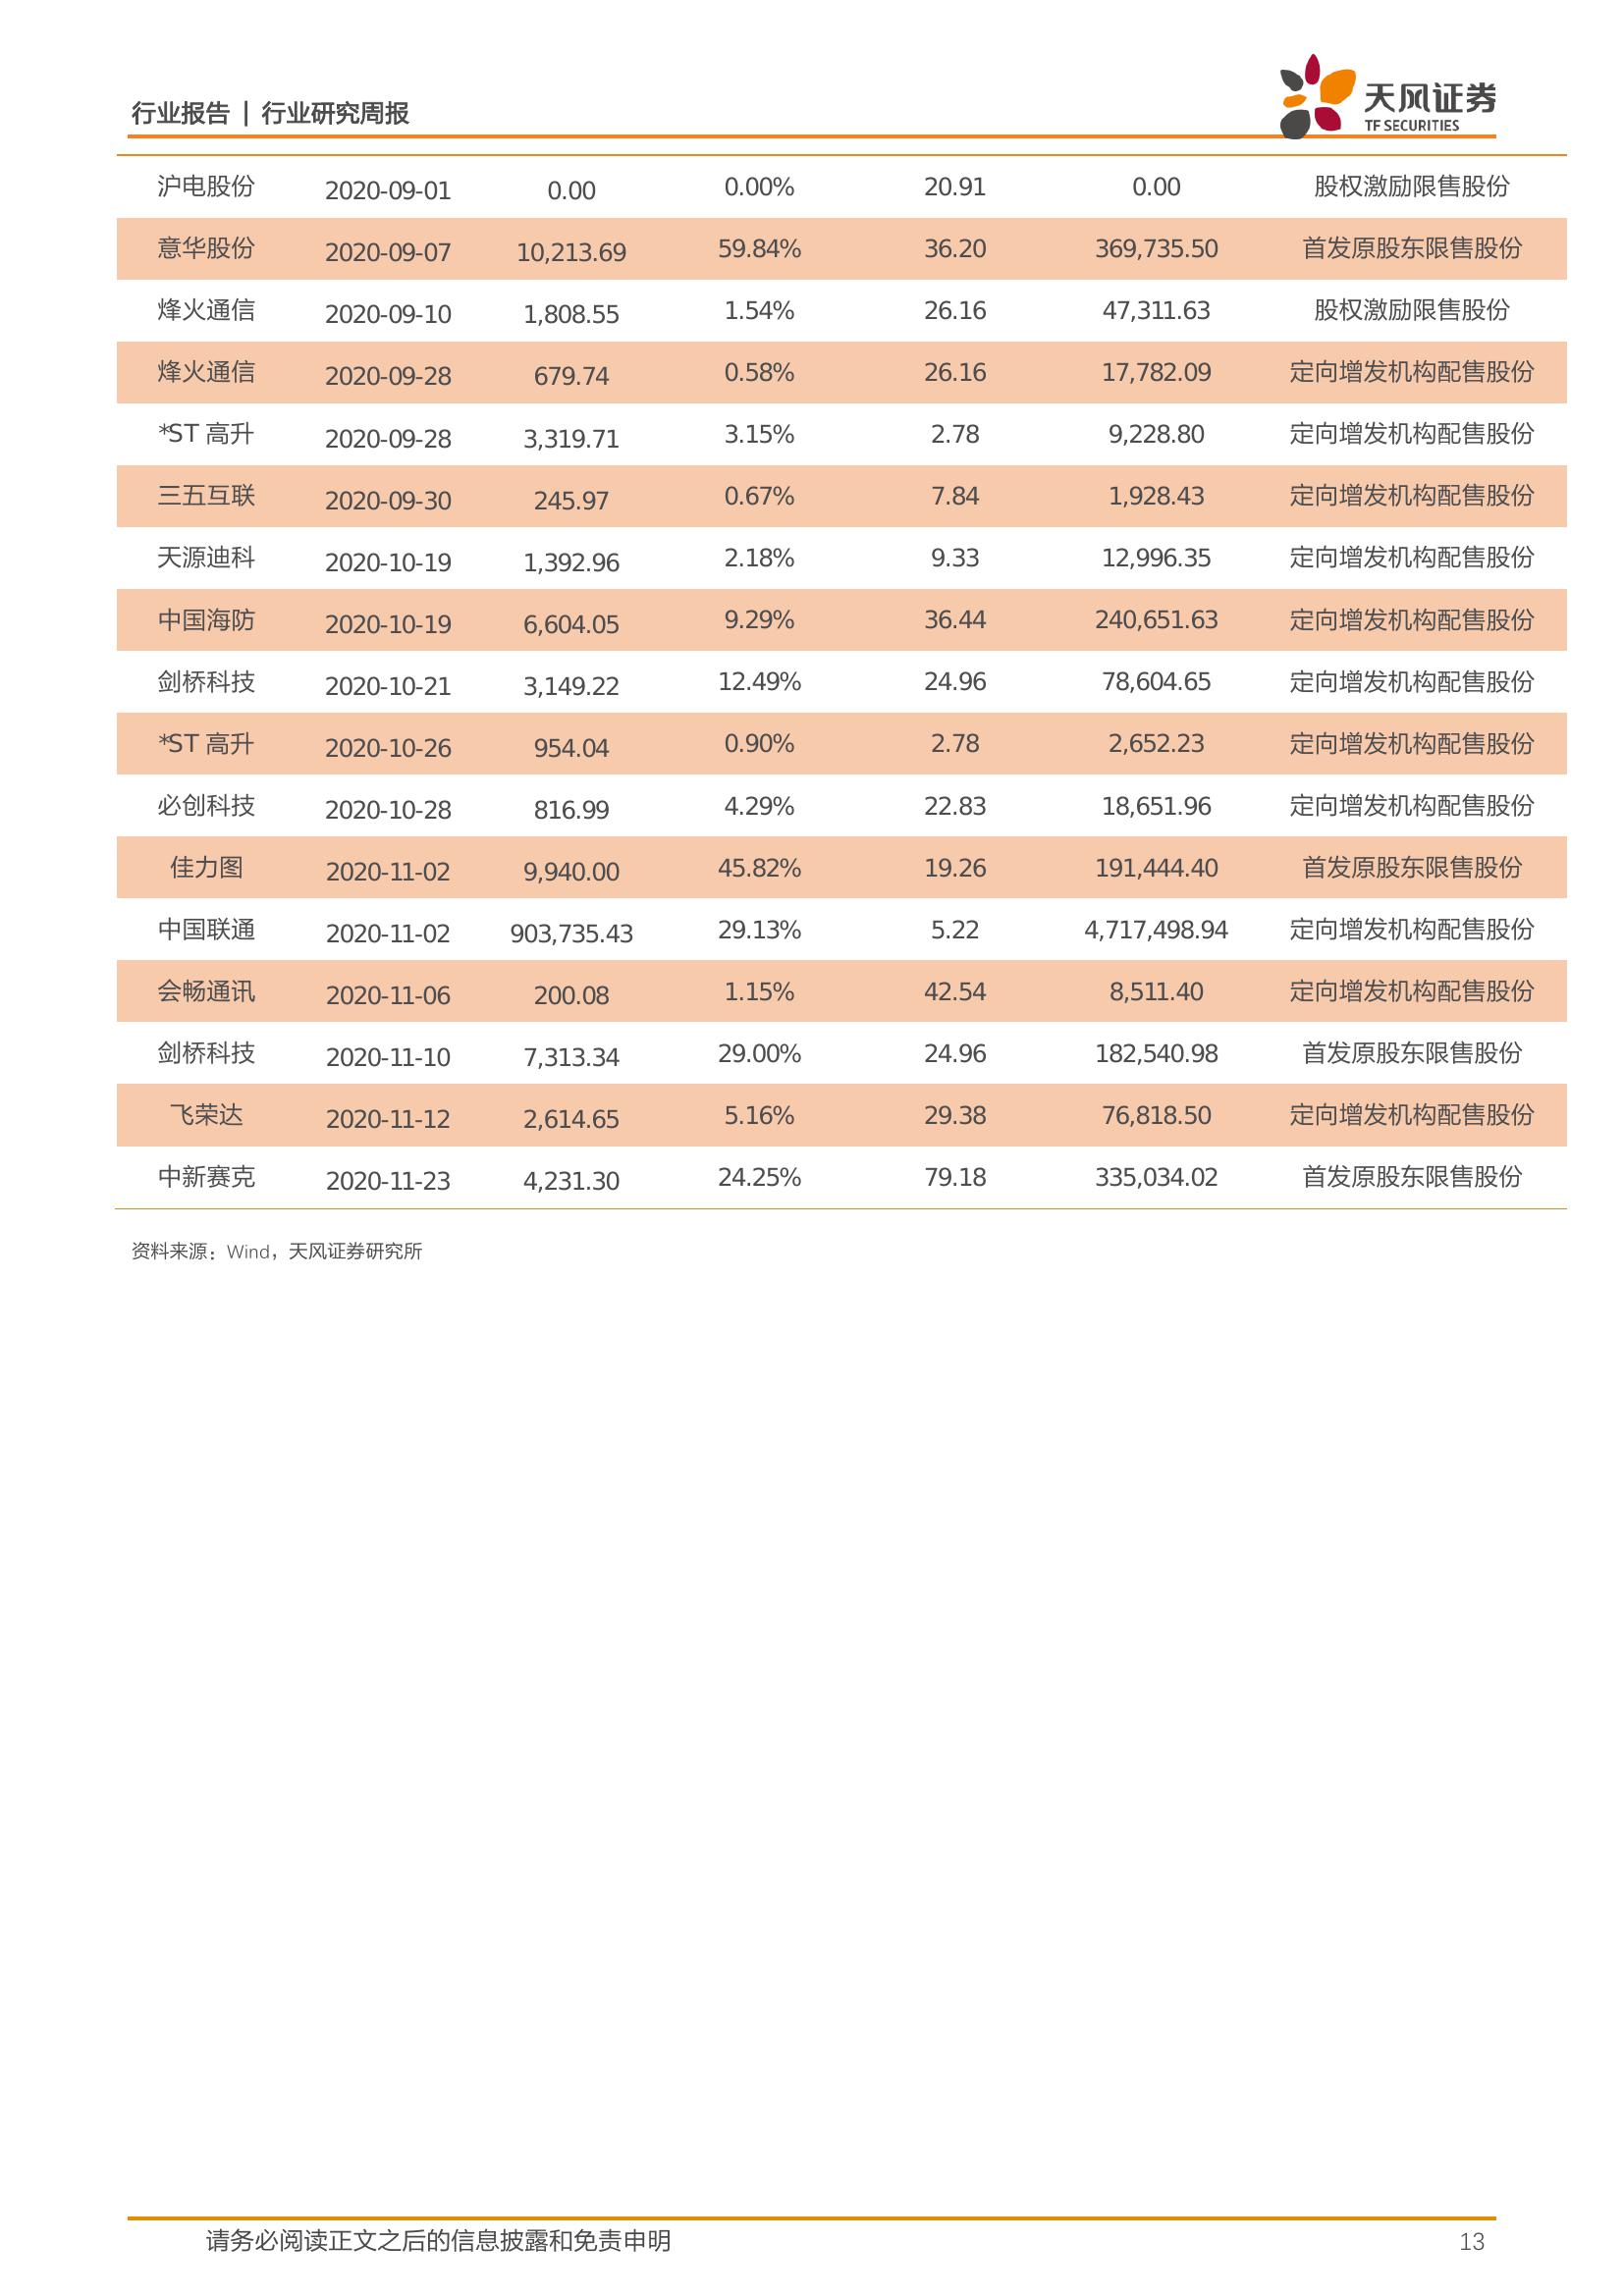 行业报告 | 行业研究周报
天风证券
TF SECURITIES
沪电股份 2020-09-01 0.00 0.00% 20.91 0.00 股权激励限售股份
意华股份 2020-09-07 10,213.69 59.84% 36.20 369,735.50 首发原股东限售股份
烽火通信 2020-09-10 1,808.55 1.54% 26.16 47,311.63 股权激励限售股份
烽火通信 2020-09-28 679.74 0.58% 26.16 17,782.09 定向增发机构配售股份
*ST 高升 2020-09-28 3,319.71 3.15% 2.78 9,228.80 定向增发机构配售股份
三五互联 2020-09-30 245.97 0.67% 7.84 1,928.43 定向增发机构配售股份
天源迪科 2020-10-19 1,392.96 2.18% 9.33 12,996.35 定向增发机构配售股份
中国海防 2020-10-19 6,604.05 9.29% 36.44 240,651.63 定向增发机构配售股份
剑桥科技 2020-10-21 3,149.22 12.49% 24.96 78,604.65 定向增发机构配售股份
*ST 高升 2020-10-26 954.04 0.90% 2.78 2,652.23 定向增发机构配售股份
必创科技 2020-10-28 816.99 4.29% 22.83 18,651.96 定向增发机构配售股份
佳力图 2020-11-02 9,940.00 45.82% 19.26 191,444.40 首发原股东限售股份
中国联通 2020-11-02 903,735.43 29.13% 5.22 4,717,498.94 定向增发机构配售股份
会畅通讯 2020-11-06 200.08 1.15% 42.54 8,511.40 定向增发机构配售股份
剑桥科技 2020-11-10 7,313.34 29.00% 24.96 182,540.98 首发原股东限售股份
飞荣达 2020-11-12 2,614.65 5.16% 29.38 76,818.50 定向增发机构配售股份
中新赛克 2020-11-23 4,231.30 24.25% 79.18 335,034.02 首发原股东限售股份
资料来源：Wind，天风证券研究所
请务必阅读正文之后的信息披露和免责申明 13